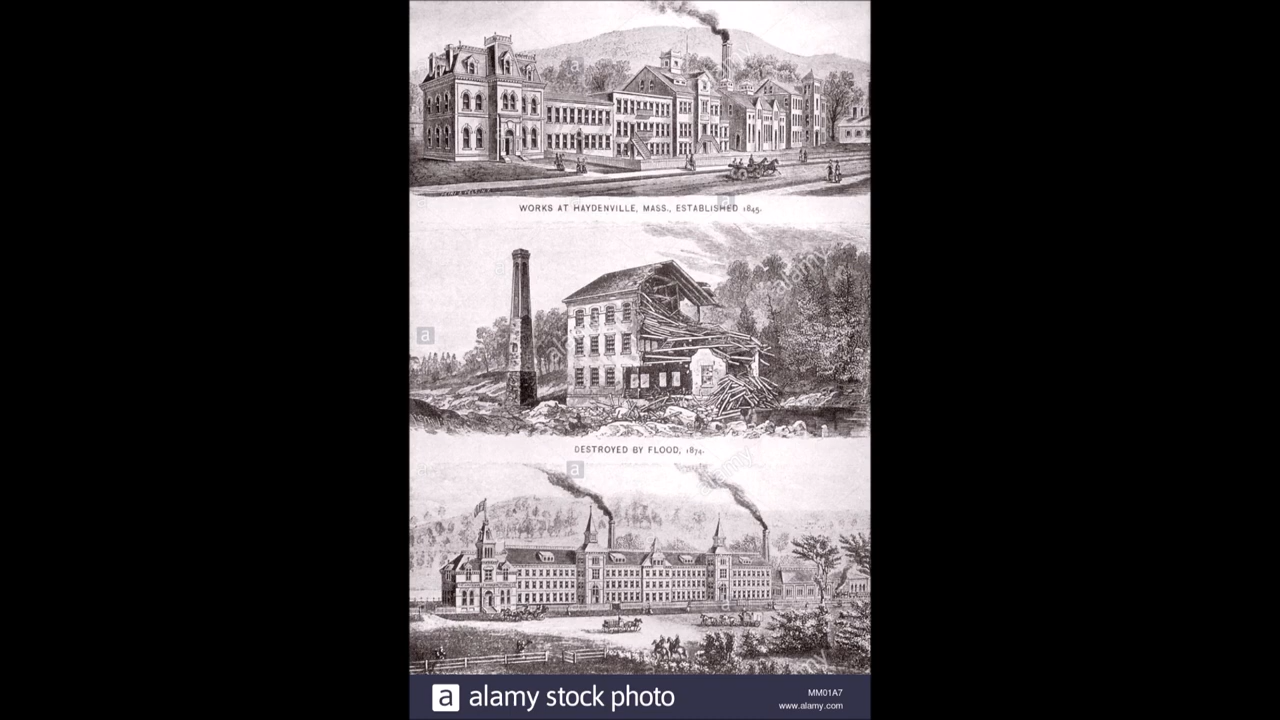 WORKS AT HAYDENVILLE, MASS., ESTABLISHED 1845.
DESTROYED BY FLOOD, 1874.
a alamy stock photo
MM01A7
www.alamy.com